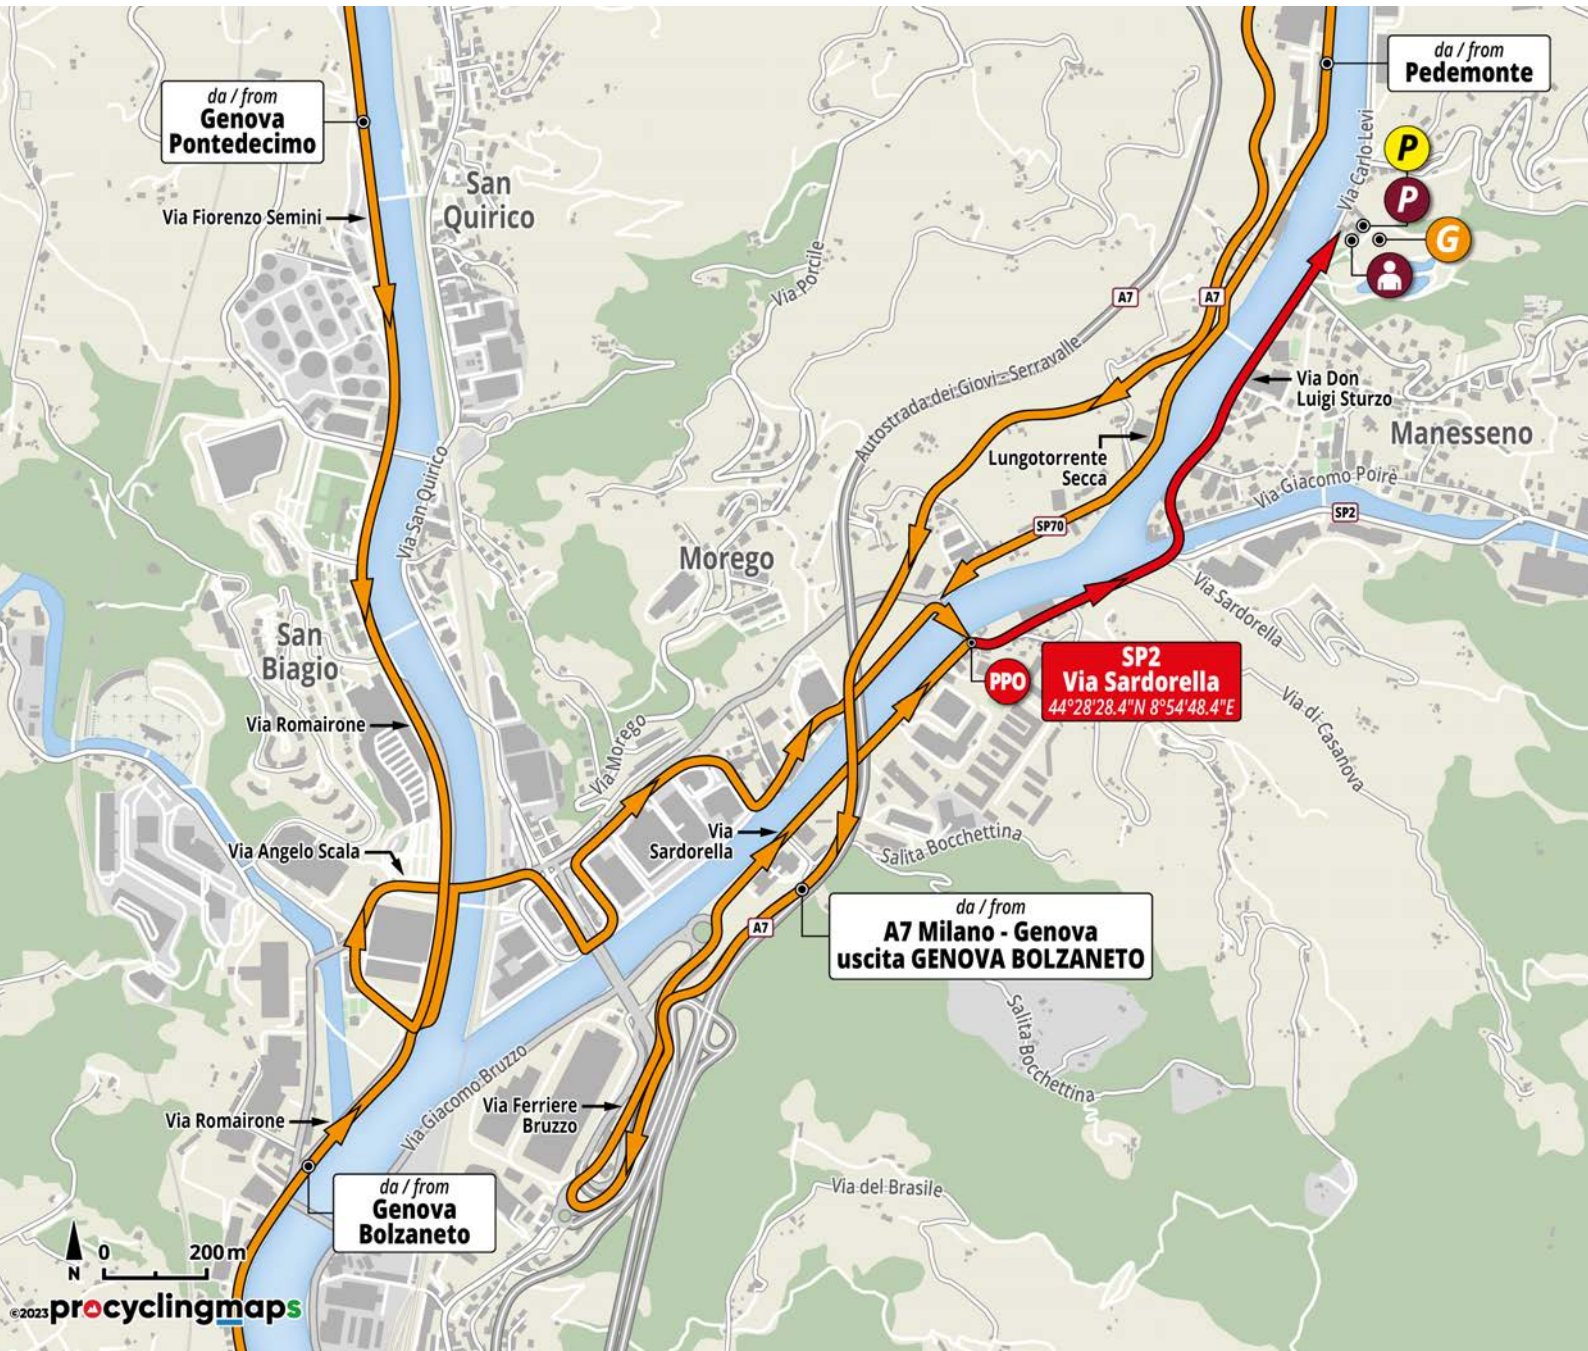 da / from
Genova
Pontedecimo
da / from
Pedemonte
Via Carlo Levi
P
P
G
San
Quirico
Via Fiorenzo Semini
Via Porcile
A7
A7
Autostrada dei Giovi - Serravalle
Via Don
Luigi Sturzo
Manesseno
Lungotorrente
Secca
Via San Quirico
Via Giacomo Poirè
SP2
SP70
Morego
Via Sardorella
San
Biagio
PPO
SP2
Via Sardorella
44°28'28.4"N 8°54'48.4"E
Via Romairone
Via Morego
Via di Casanova
Via
Sardorella
Via Angelo Scala
Salita Bocchettina
A7
da / from
A7 Milano - Genova
uscita GENOVA BOLZANETO
Salita Bocchettina
Via Giacomo Bruzzo
Via Ferriere
Bruzzo
Via Romairone
da / from
Genova
Bolzaneto
Via del Brasile
N
0 200 m
©2023 procyclingmaps